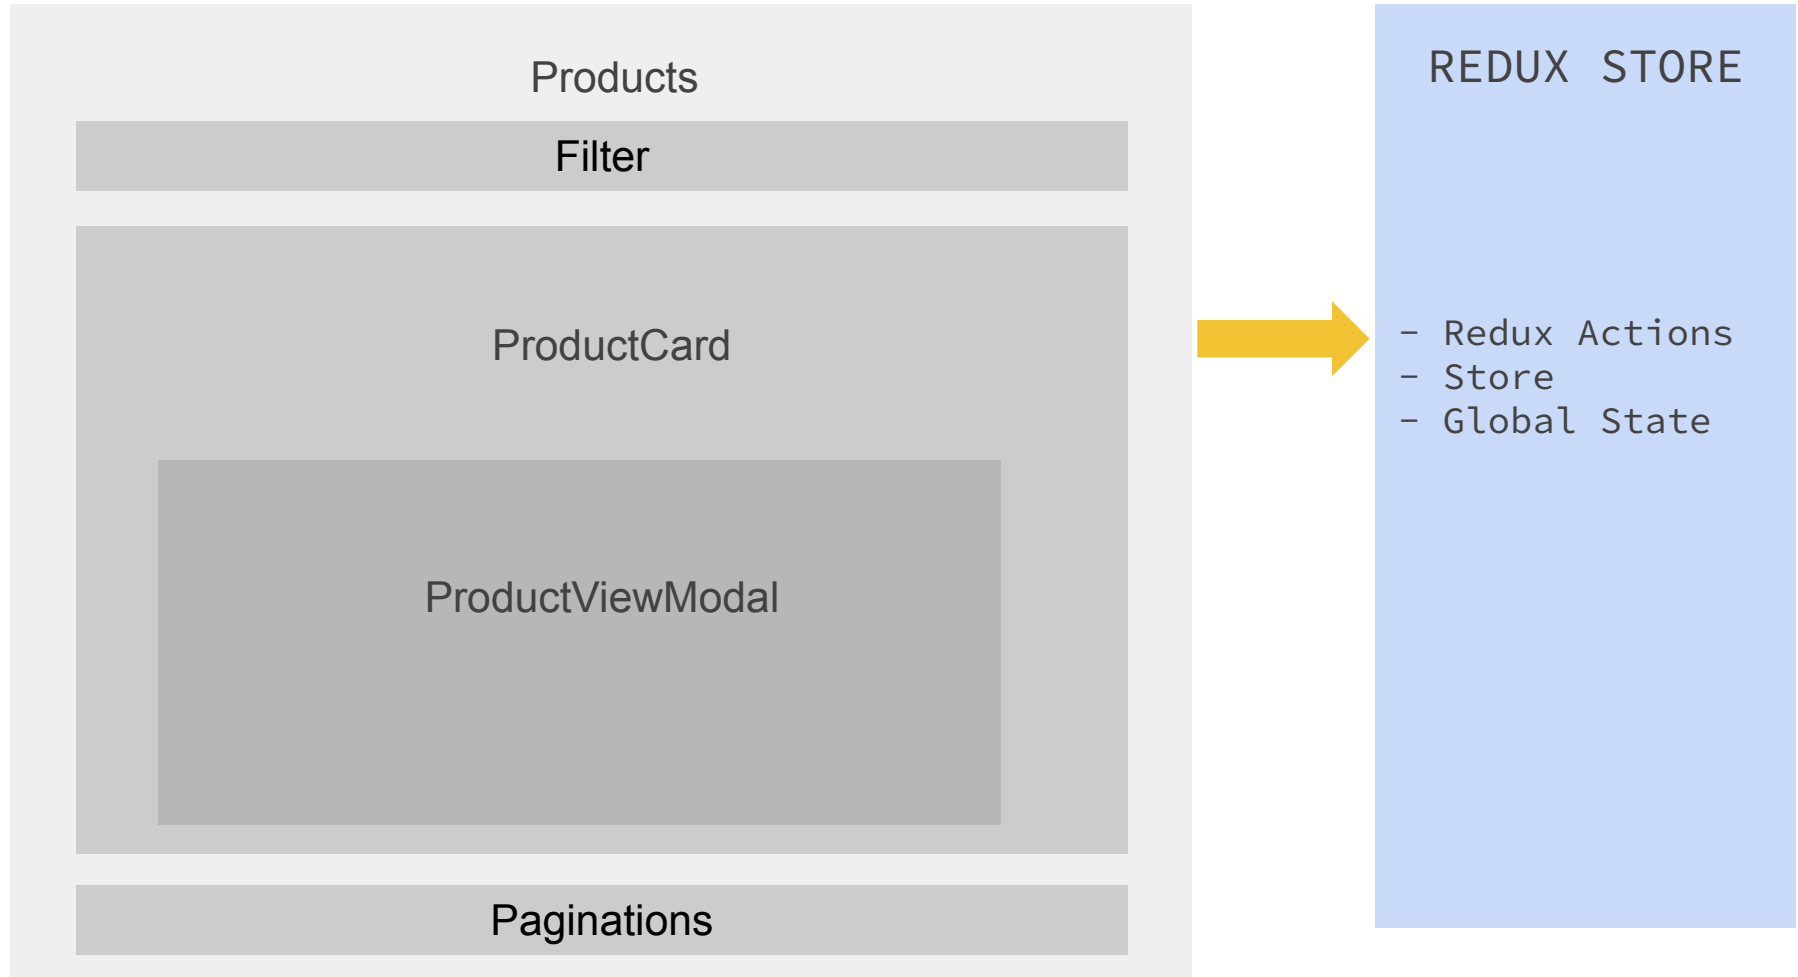 Products
Filter
ProductCard
ProductViewModal
Paginations
REDUX STORE
- Redux Actions
- Store
- Global State